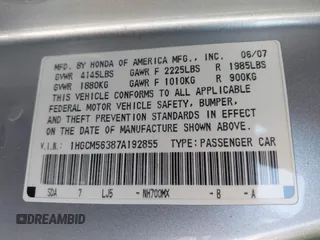 MFD. BY HONDA OF AMERICA MFG., INC. 06/07
GVWR 4145LBS GAWR F 2225LBS R 1985LBS
GVWR 1880KG GAWR F 1010KG R 900KG
THIS VEHICLE CONFORMS TO ALL APPLICABLE
FEDERAL MOTOR VEHICLE SAFETY, BUMPER,
AND THEFT PREVENTION STANDARDS IN EFFECT
ON THE DATE OF MANUFACTURE SHOWN ABOVE.
V.I.N. 1HGCM56387A192855 TYPE: PASSENGER CAR
SDA 7 LJ5 - NH700MX - B - A
DREAMBID